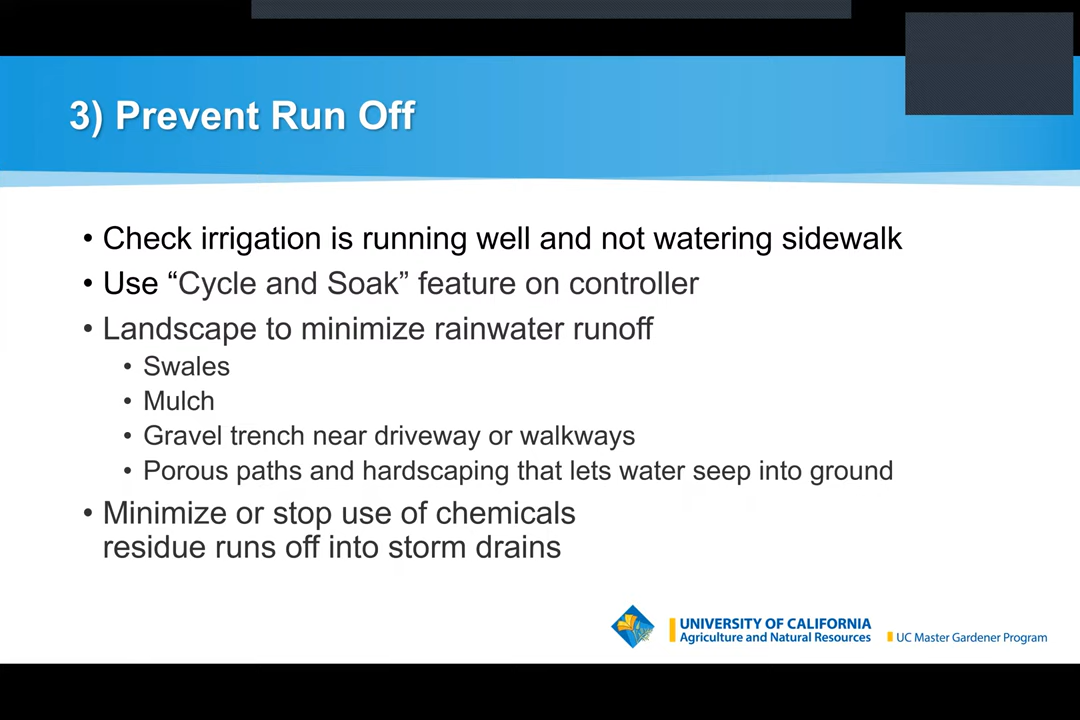 3) Prevent Run Off
• Check irrigation is running well and not watering sidewalk
• Use “Cycle and Soak” feature on controller
• Landscape to minimize rainwater runoff
• Swales
• Mulch
• Gravel trench near driveway or walkways
• Porous paths and hardscaping that lets water seep into ground
• Minimize or stop use of chemicals
residue runs off into storm drains
UNIVERSITY OF CALIFORNIA
Agriculture and Natural Resources
UC Master Gardener Program